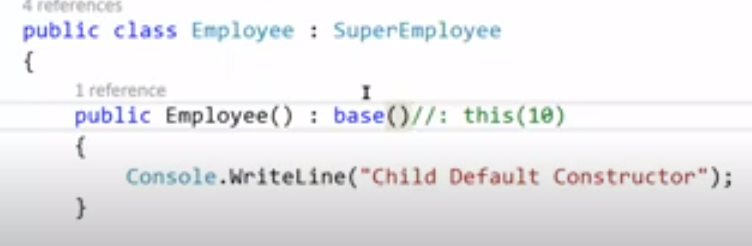 4 references
public class Employee : SuperEmployee
{
1 reference
public Employee() : base()//: this(10)
{
Console.WriteLine("Child Default Constructor");
}